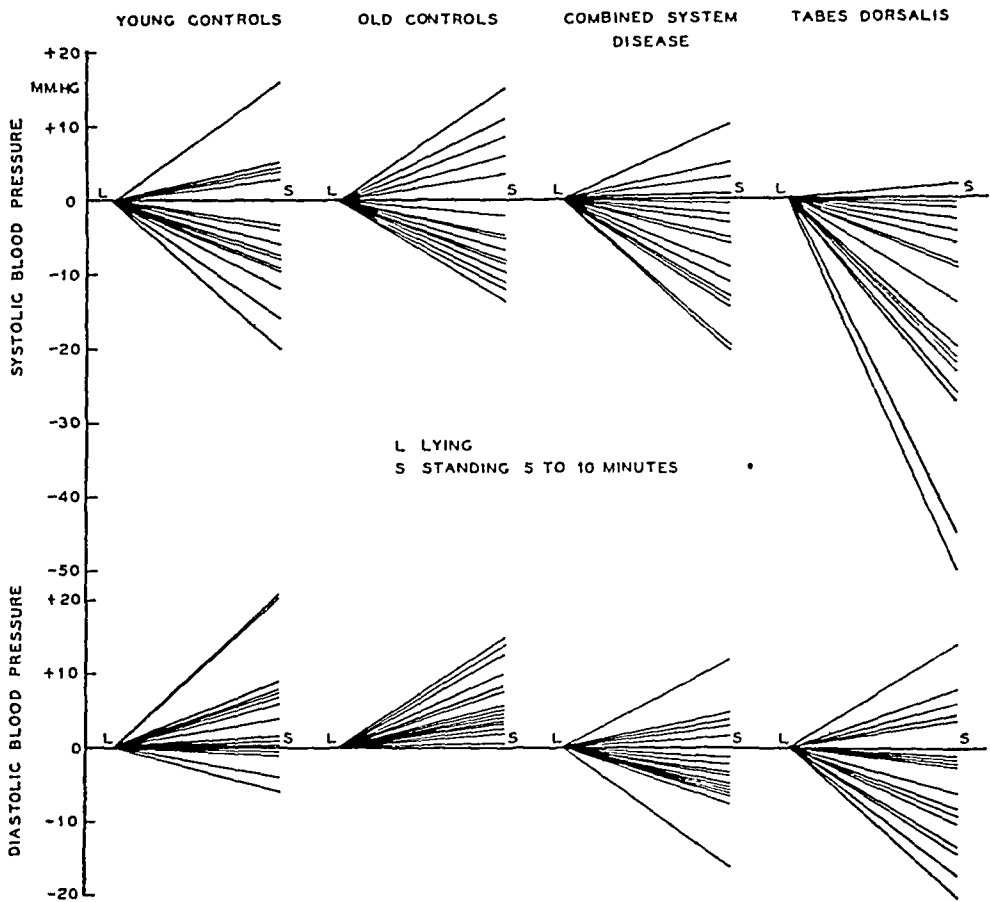 YOUNG CONTROLS
OLD CONTROLS
COMBINED SYSTEM
DISEASE
TABES DORSALIS
+20
MM.HG
+10
0
-10
-20
-30
-40
-50
SYSTOLIC BLOOD PRESSURE
L S L S L S L S
L LYING
S STANDING 5 TO 10 MINUTES
+20
+10
0
-10
-20
DIASTOLIC BLOOD PRESSURE
L S L S L S L S